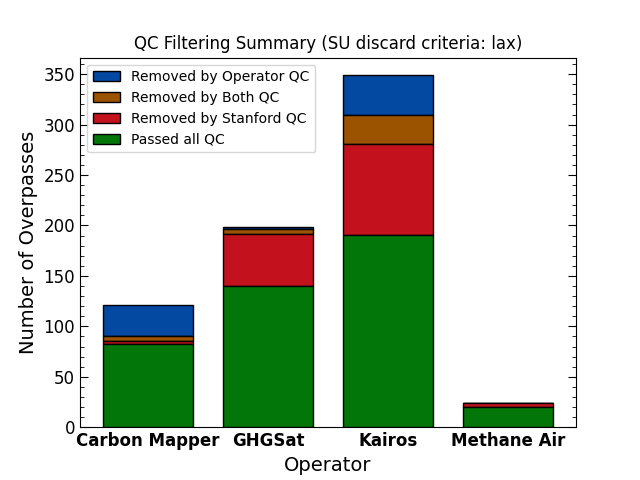 QC Filtering Summary (SU discard criteria: lax)
Removed by Operator QC
Removed by Both QC
Removed by Stanford QC
Passed all QC
Number of Overpasses
350
300
250
200
150
100
50
0
Carbon Mapper GHGSat Kairos Methane Air
Operator